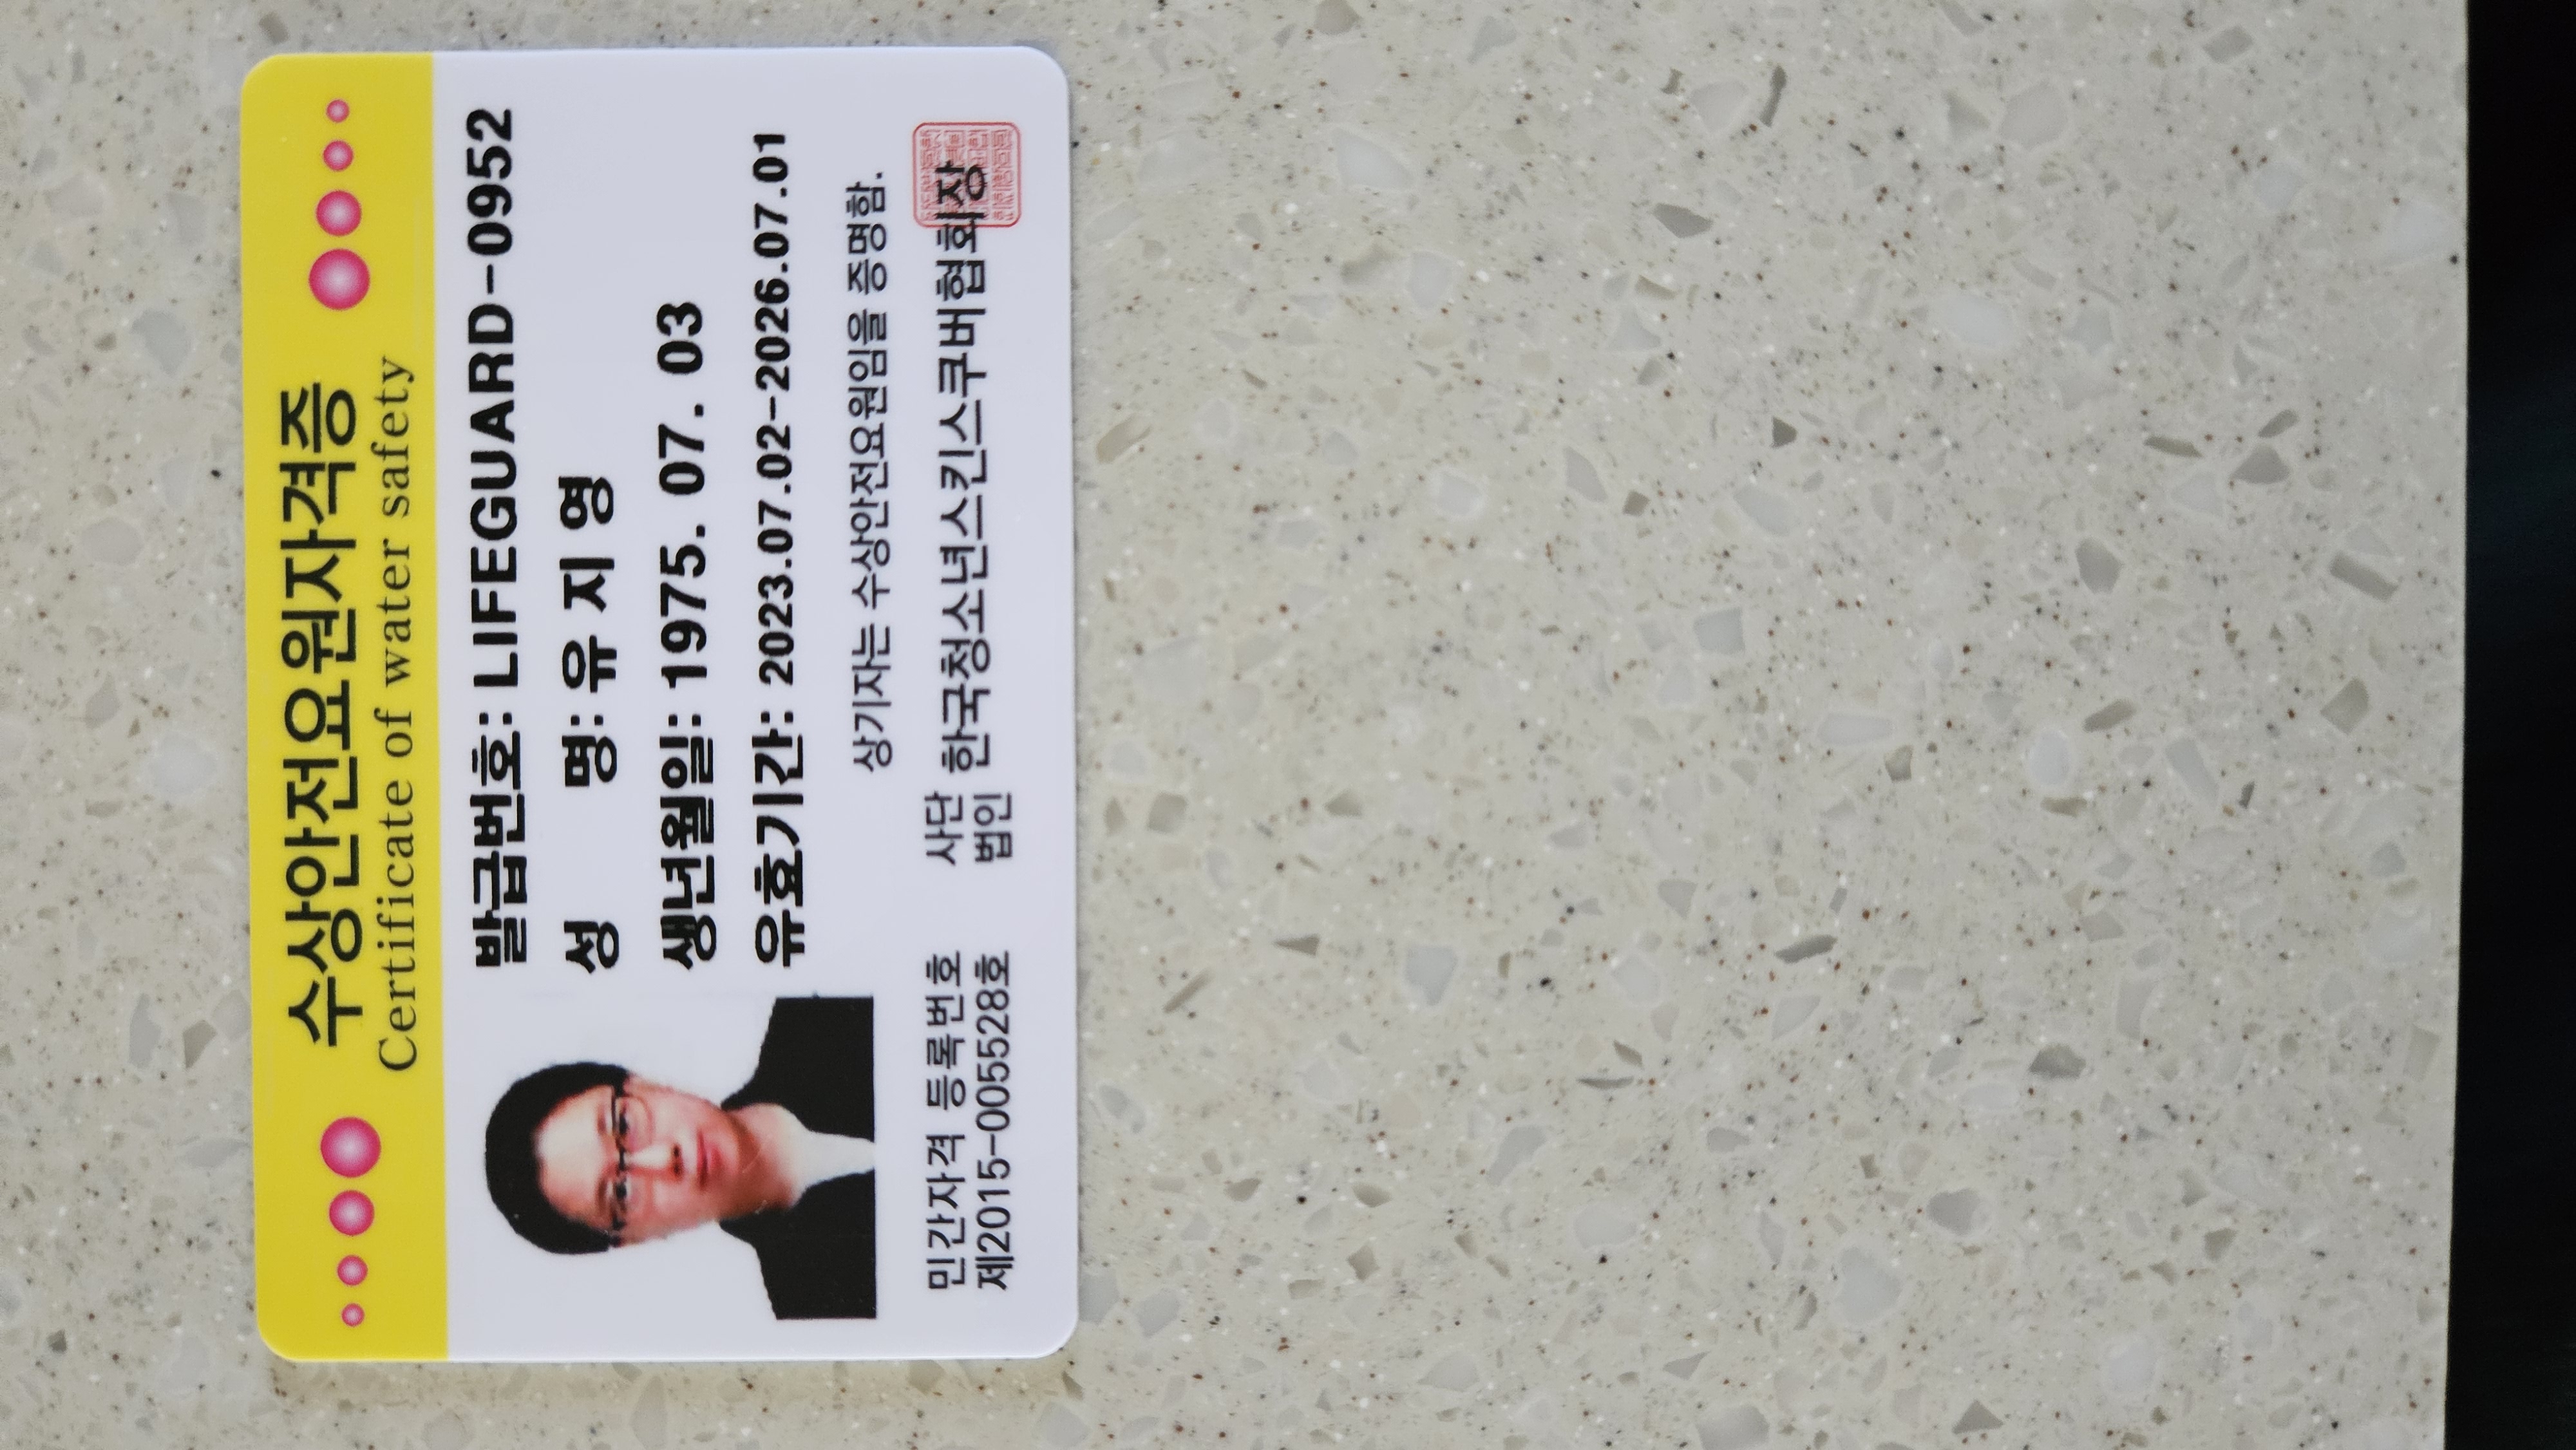 수상안전요원자격증
Certificate of water safety
발급번호: LIFEGUARD-0952
성 명: 유 지 영
생년월일: 1975. 07. 03
유효기간: 2023.07.02-2026.07.01
상기자는 수상안전요원임을 증명함.
민간자격 등록번호
제2015-005528호
사단
법인 한국청소년스킨스쿠버협회장